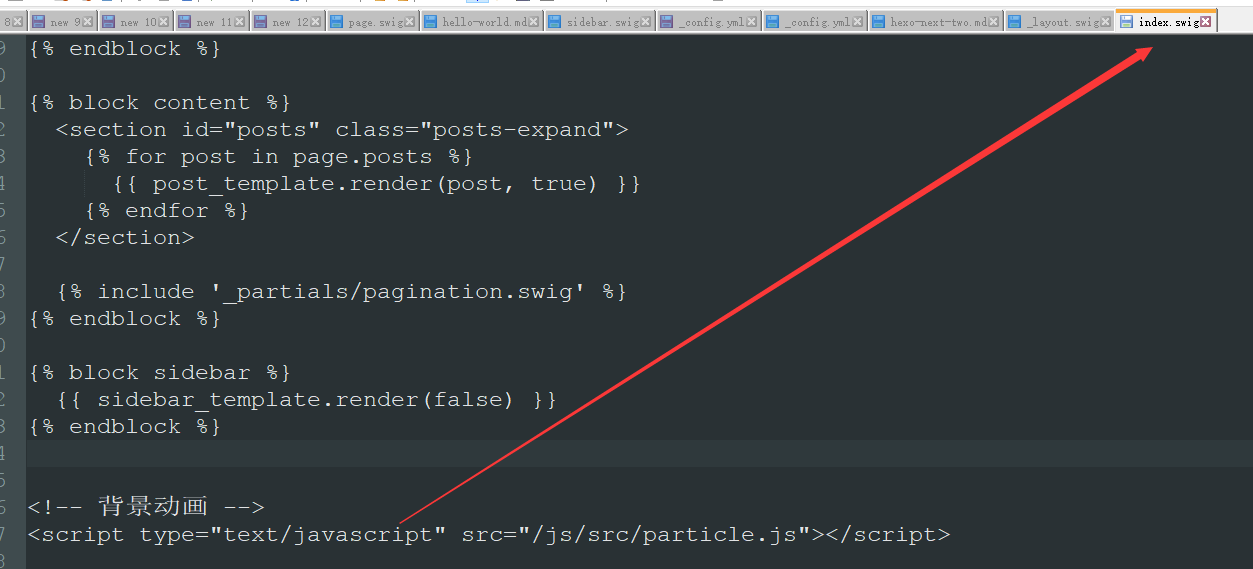 8 new 9 new 10 new 11 new 12 page.swig hello-world.md sidebar.swig _config.yml _config.yml hexo-next-two.md _layout.swig index.swig
9 {% endblock %}
0
1 {% block content %}
2 <section id="posts" class="posts-expand">
3 {% for post in page.posts %}
4 {{ post_template.render(post, true) }}
5 {% endfor %}
6 </section>
7
8 {% include '_partials/pagination.swig' %}
9 {% endblock %}
0
1 {% block sidebar %}
2 {{ sidebar_template.render(false) }}
3 {% endblock %}
4
5
6 <!-- 背景动画 -->
7 <script type="text/javascript" src="/js/src/particle.js"></script>
8